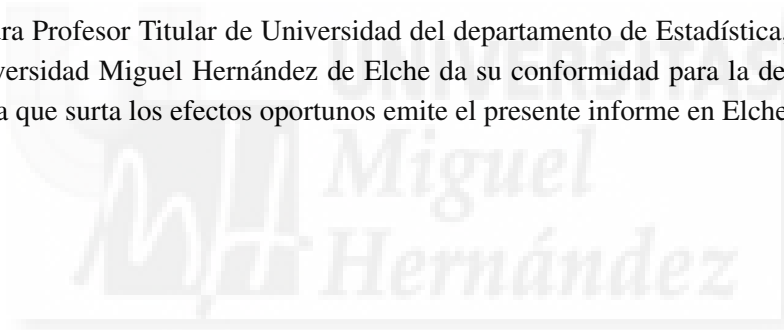 ra Profesor Titular de Universidad del departamento de Estadística,
versidad Miguel Hernández de Elche da su conformidad para la de
a que surta los efectos oportunos emite el presente informe en Elche
UNIVERSITAS
Miguel
Hernández